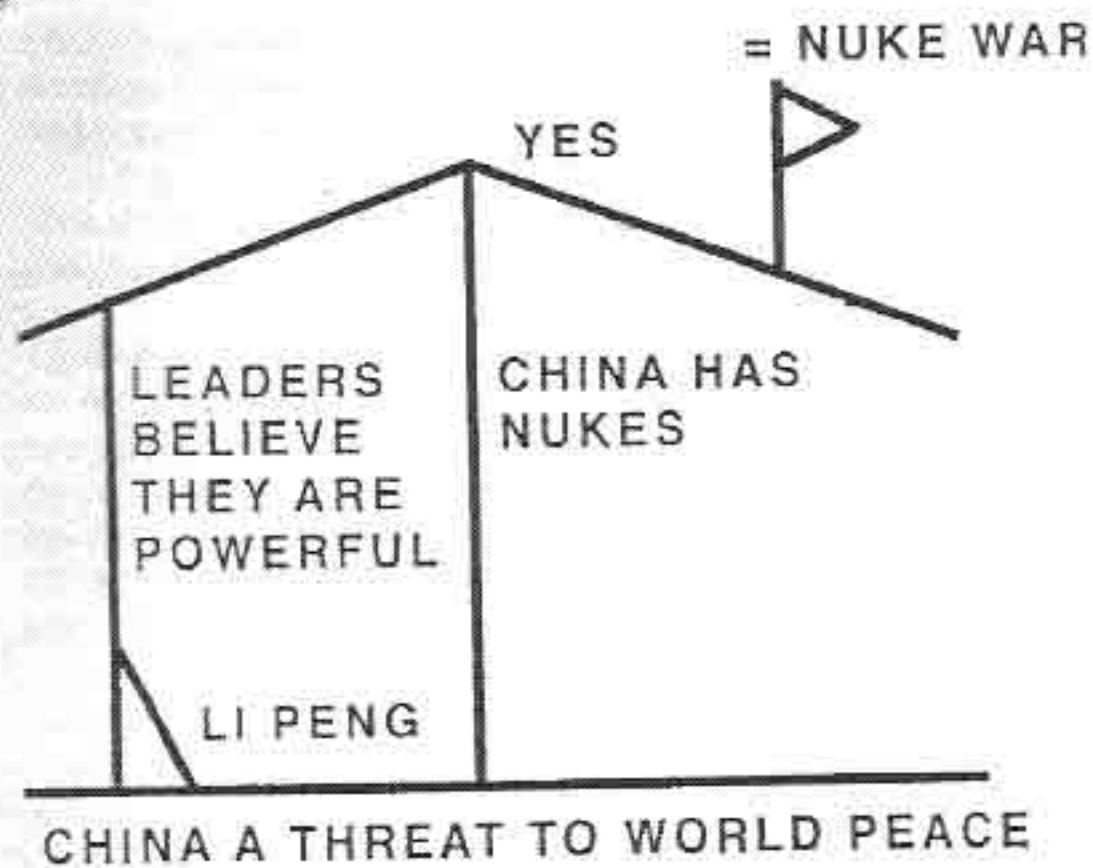 = NUKE WAR
YES
LEADERS
BELIEVE
THEY ARE
POWERFUL
CHINA HAS
NUKES
LI PENG
CHINA A THREAT TO WORLD PEACE